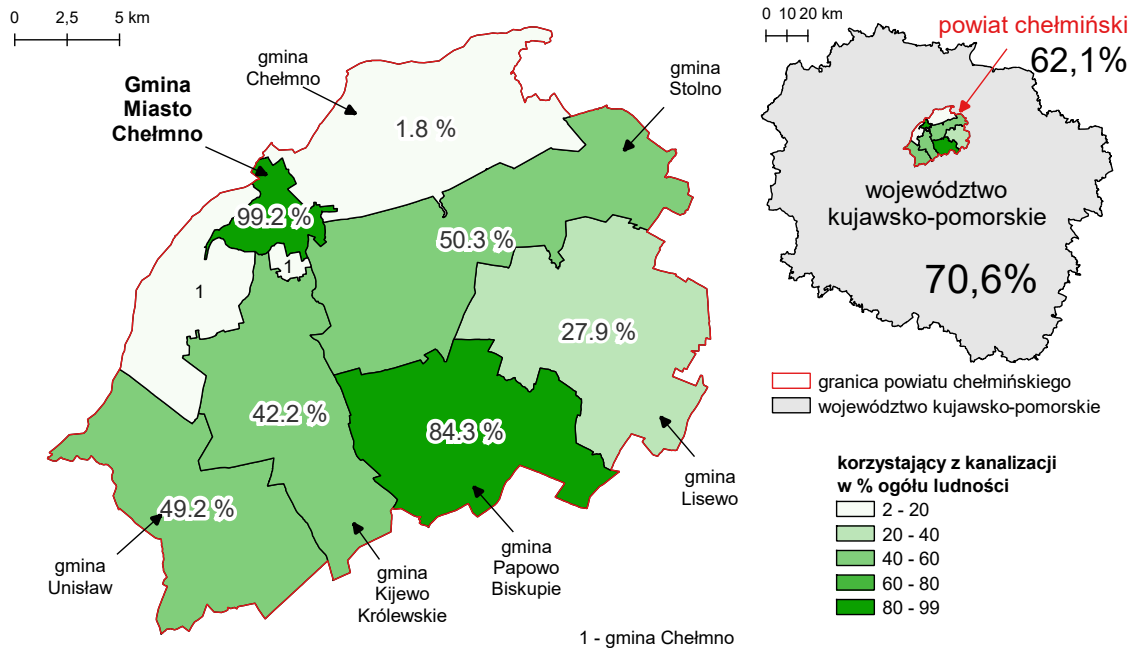 0 2,5 5 km
gmina
Chełmno
Gmina
Miasto
Chełmno
gmina
Stolno
1.8 %
99.2 %
50.3 %
1
1
27.9 %
42.2 %
84.3 %
49.2 %
gmina
Lisewo
gmina
Unisław
gmina
Kijewo
Królewskie
gmina
Papowo
Biskupie
1 - gmina Chełmno
0 10 20 km
powiat chełmiński
62,1%
województwo
kujawsko-pomorskie
70,6%
granica powiatu chełmińskiego
województwo kujawsko-pomorskie
korzystający z kanalizacji
w % ogółu ludności
2 - 20
20 - 40
40 - 60
60 - 80
80 - 99